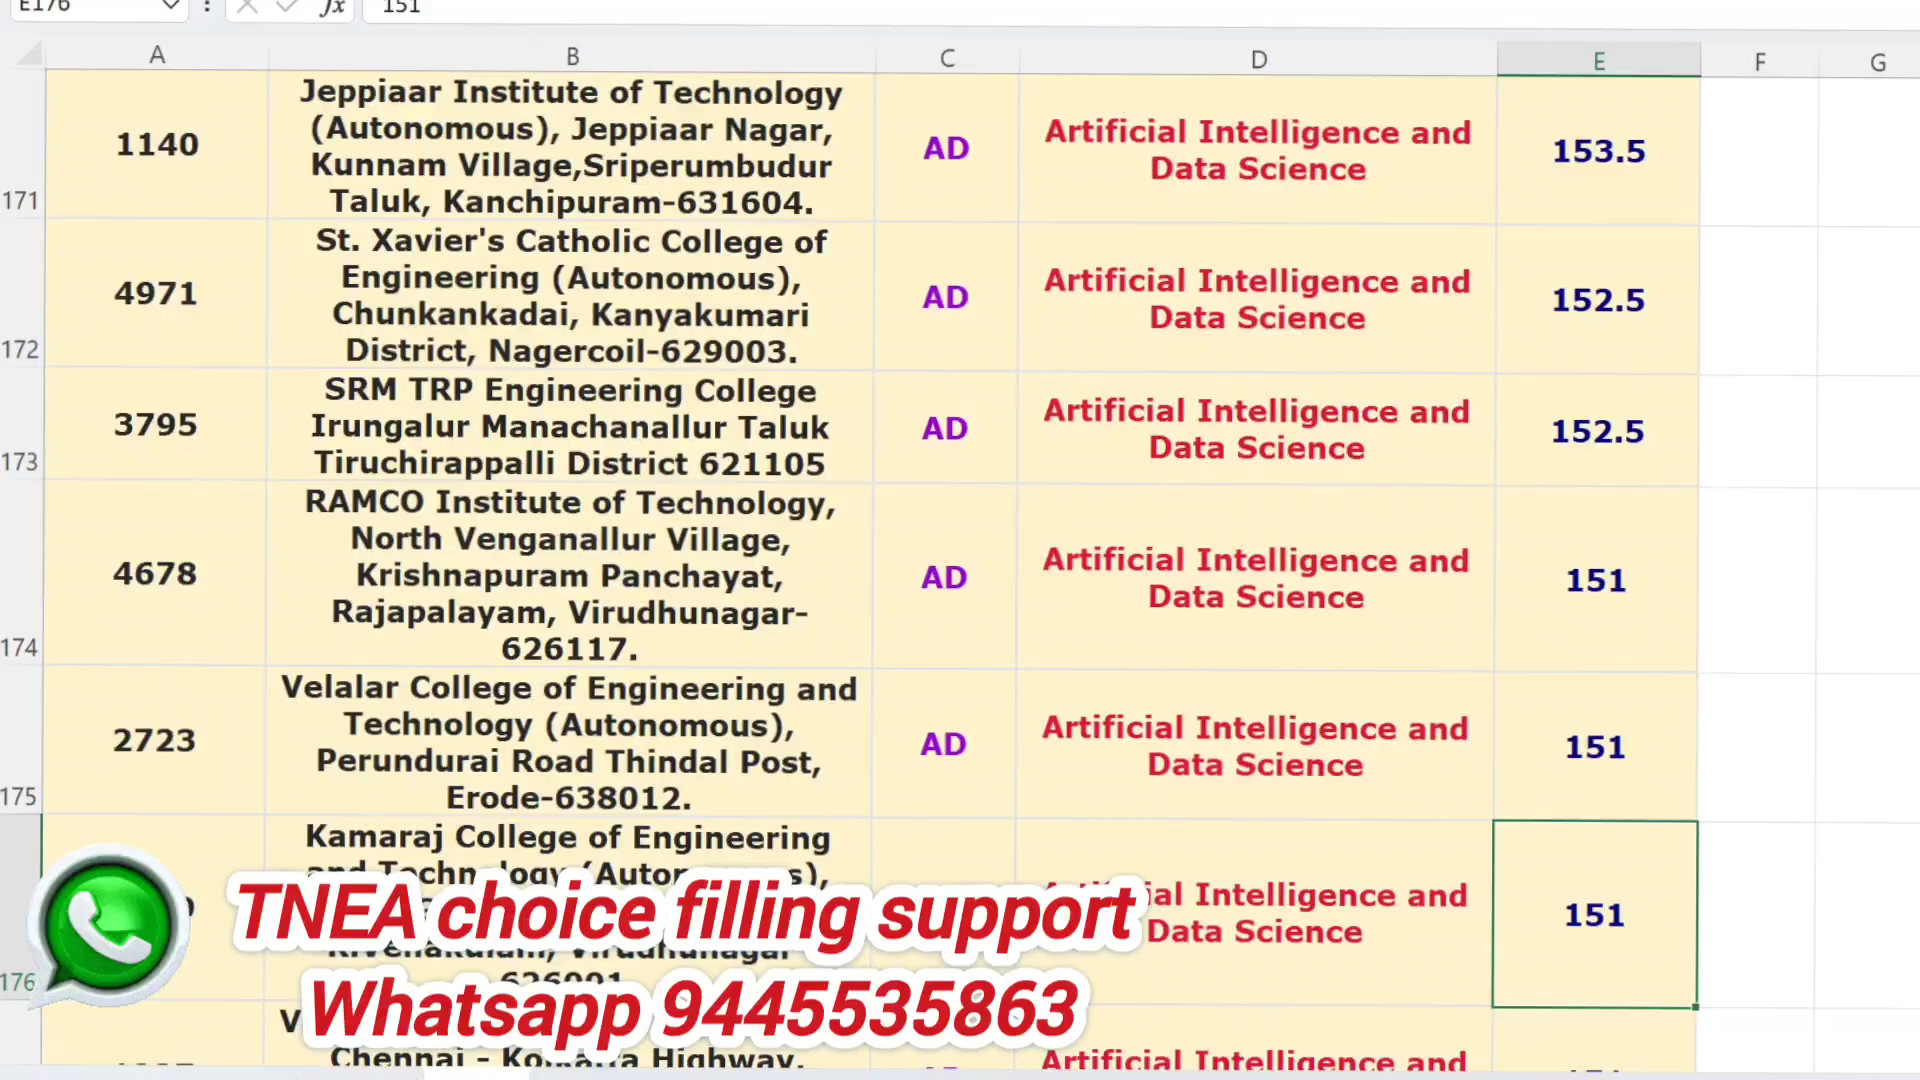 E176
fx
151
A
B
C
D
E
F
G
171
1140
Jeppiaar Institute of Technology
(Autonomous), Jeppiaar Nagar,
Kunnam Village,Sriperumbudur
Taluk, Kanchipuram-631604.
AD
Artificial Intelligence and
Data Science
153.5
172
4971
St. Xavier's Catholic College of
Engineering (Autonomous),
Chunkankadai, Kanyakumari
District, Nagercoil-629003.
AD
Artificial Intelligence and
Data Science
152.5
173
3795
SRM TRP Engineering College
Irungalur Manachanallur Taluk
Tiruchirappalli District 621105
AD
Artificial Intelligence and
Data Science
152.5
174
4678
RAMCO Institute of Technology,
North Venganallur Village,
Krishnapuram Panchayat,
Rajapalayam, Virudhunagar-
626117.
AD
Artificial Intelligence and
Data Science
151
175
2723
Velalar College of Engineering and
Technology (Autonomous),
Perundurai Road Thindal Post,
Erode-638012.
AD
Artificial Intelligence and
Data Science
151
176
Kamaraj College of Engineering
and Technology
Intelligence and
Data Science
151
TNEA choice filling support
Whatsapp 9445535863
Chennai - Highway,
Artificial Intelligence and